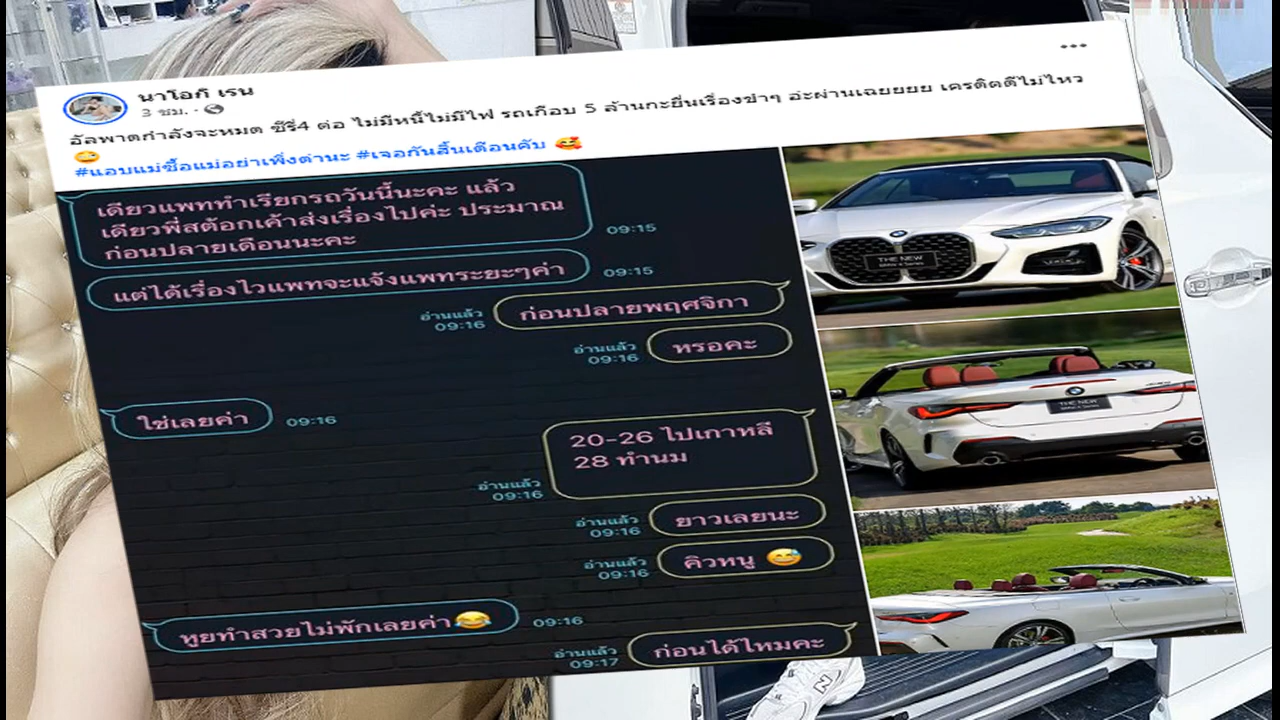 นาโอกิ เรน
3 ชม.
อัลพาตกำลังจะหมด ซีรี่4 ต่อ ไม่มีหนี้ไม่มีไฟ รถเกือบ 5 ล้านกะยื่นเรื่องขำๆ อ่ะผ่านเฉยยยย เครดิตดีไม่ไหว
🙄
#แอบแม่ซื้อแม่อย่าเพิ่งด่านะ #เจอกันสิ้นเดือนคับ 🥰
เดียวแพททำเรียกรถวันนี้นะคะ แล้ว
เดียวพี่สต้อกเค้าส่งเรื่องไปค่ะ ประมาณ
ก่อนปลายเดือนนะคะ
09:15
แต่ได้เรื่องไวแพทจะแจ้งแพทระยะๆค่า
09:15
ก่อนปลายพฤศจิกา
อ่านแล้ว
09:16
หรอคะ
อ่านแล้ว
09:16
ใช่เลยค่า
09:16
20-26 ไปเกาหลี
28 ทำนม
อ่านแล้ว
09:16
ยาวเลยนะ
อ่านแล้ว
09:16
คิวหนู 😅
อ่านแล้ว
09:16
หูยทำสวยไม่พักเลยค่า😂
09:16
ก่อนได้ไหมคะ
อ่านแล้ว
09:17
THE NEW
THE NEW
N